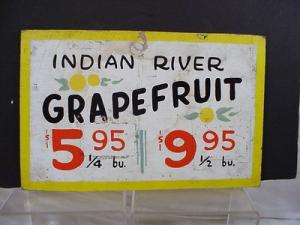 INDIAN RIVER
GRAPEFRUIT
5 95 9 95
1/4 bu. 1/2 bu.